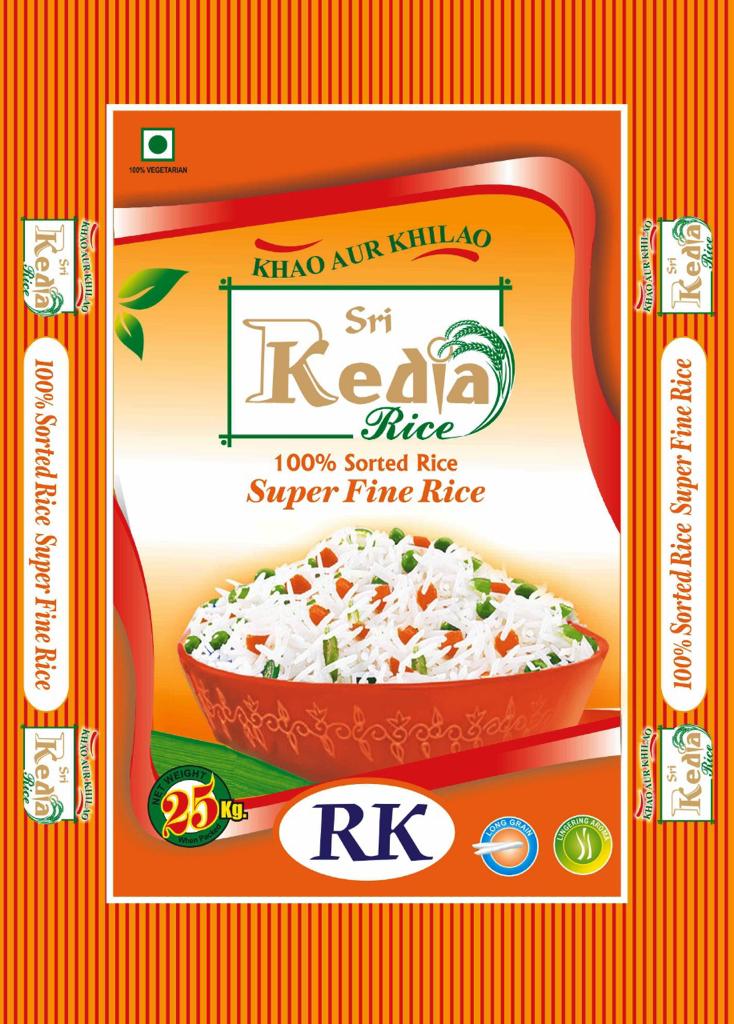 100% VEGETARIAN
KHAO AUR KHILAO
Sri
Kedia
Rice
100% Sorted Rice
Super Fine Rice
KHAO AUR KHILAO
Sri
Kedia
Rice
100% Sorted Rice Super Fine Rice
KHAO AUR KHILAO
Sri
Kedia
Rice
KHAO AUR KHILAO
Sri
Kedia
Rice
100% Sorted Rice Super Fine Rice
KHAO AUR KHILAO
Sri
Kedia
Rice
NET WEIGHT
25 Kg.
When Packed
RK
LONG GRAIN
LINGERING AROMA